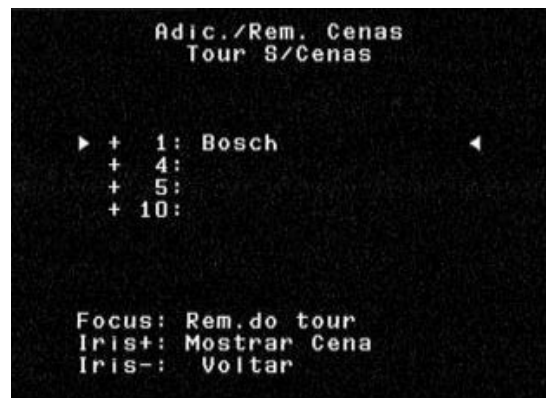 Adic./Rem. Cenas
Tour S/Cenas
+ 1: Bosch
+ 4:
+ 5:
+ 10:
Focus: Rem.do tour
Iris+: Mostrar Cena
Iris-: Voltar